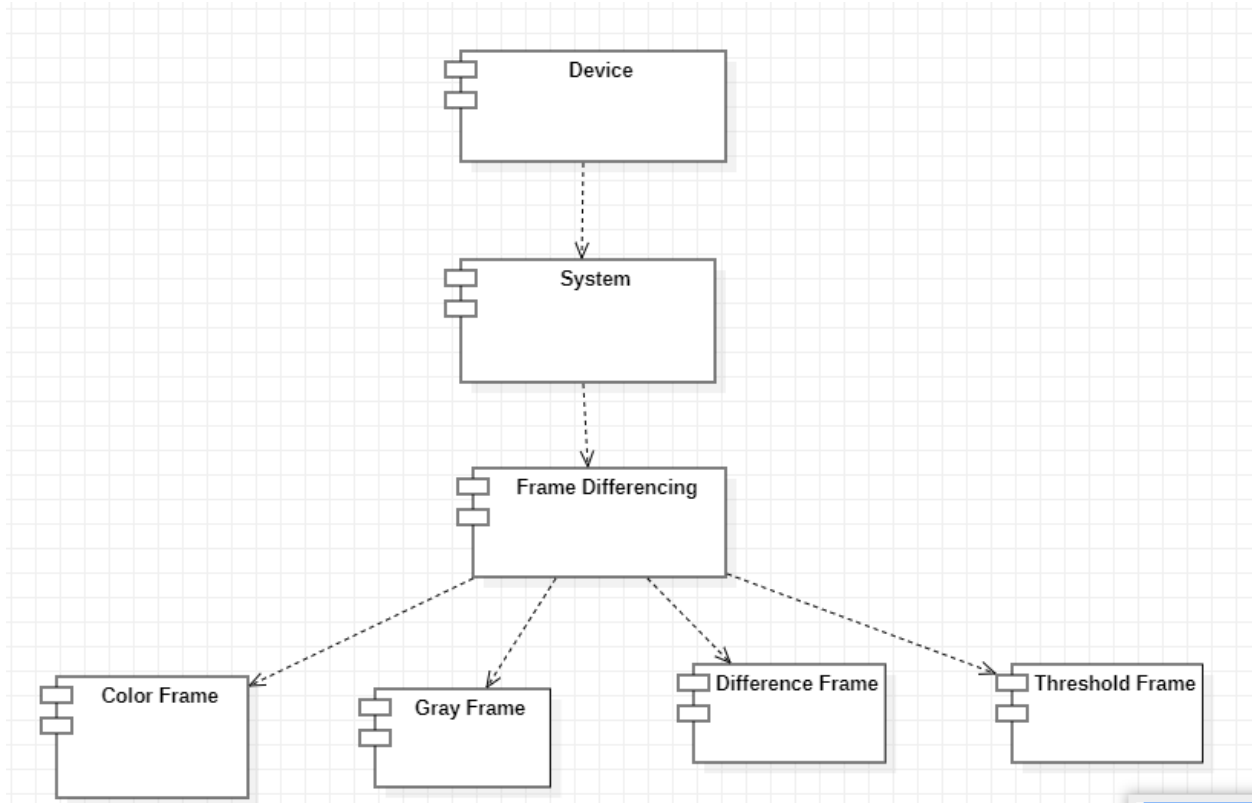 Device
System
Frame Differencing
Color Frame
Gray Frame
Difference Frame
Threshold Frame